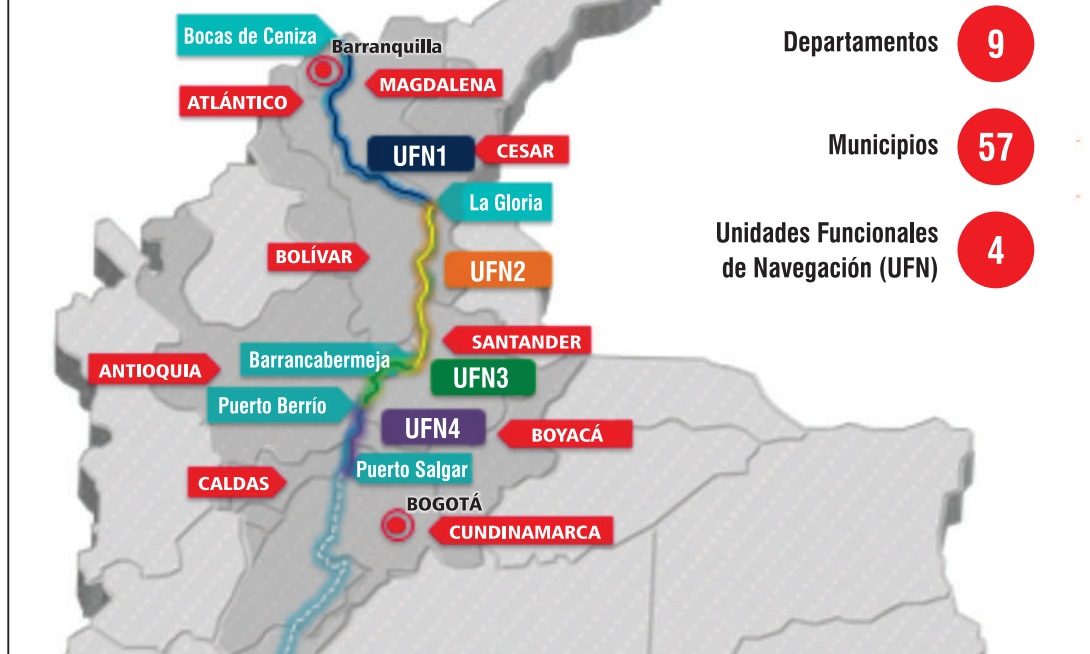 Bocas de Ceniza
Barranquilla
MAGDALENA
ATLÁNTICO
UFN1
CESAR
La Gloria
BOLÍVAR
UFN2
SANTANDER
Barrancabermeja
ANTIOQUIA
UFN3
Puerto Berrío
UFN4
BOYACÁ
Puerto Salgar
CALDAS
BOGOTÁ
CUNDINAMARCA
Departamentos
9
Municipios
57
Unidades Funcionales
de Navegación (UFN)
4